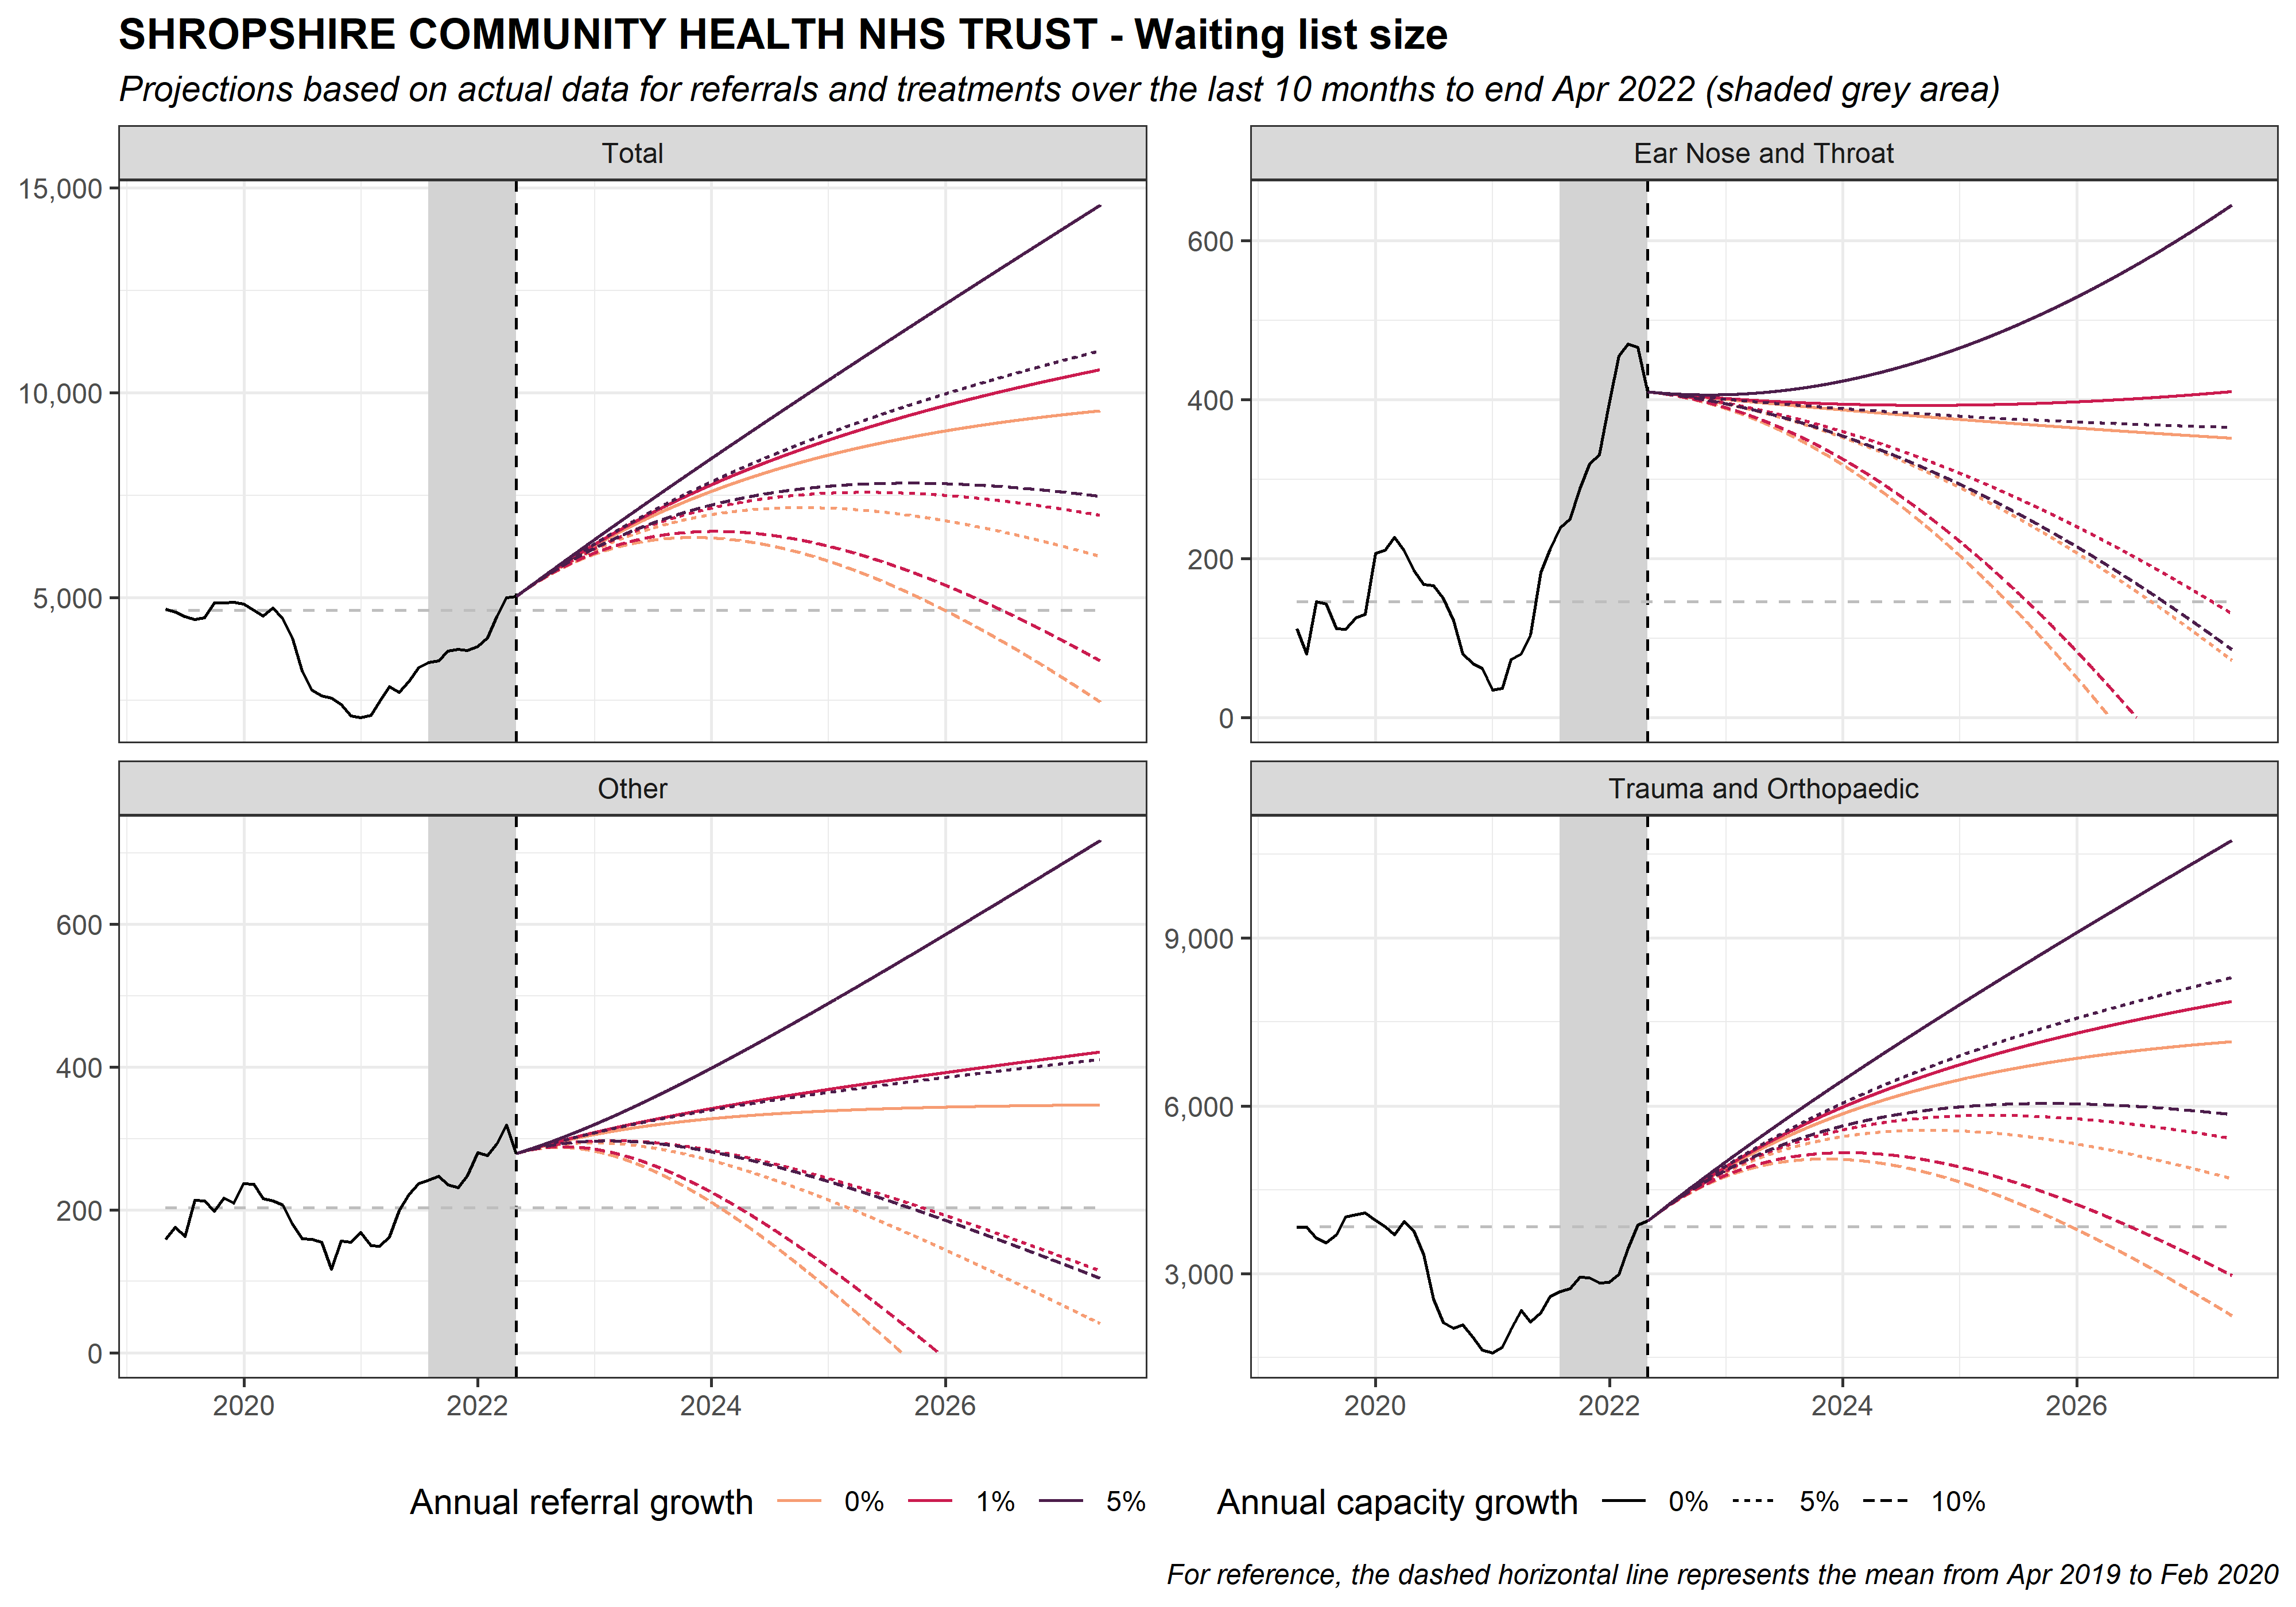 SHROPSHIRE COMMUNITY HEALTH NHS TRUST - Waiting list size
Projections based on actual data for referrals and treatments over the last 10 months to end Apr 2022 (shaded grey area)
Total
15,000
10,000
5,000
Ear Nose and Throat
600
400
200
0
Other
600
400
200
0
2020 2022 2024 2026
Trauma and Orthopaedic
9,000
6,000
3,000
2020 2022 2024 2026
Annual referral growth 0% 1% 5%
Annual capacity growth 0% 5% 10%
For reference, the dashed horizontal line represents the mean from Apr 2019 to Feb 2020